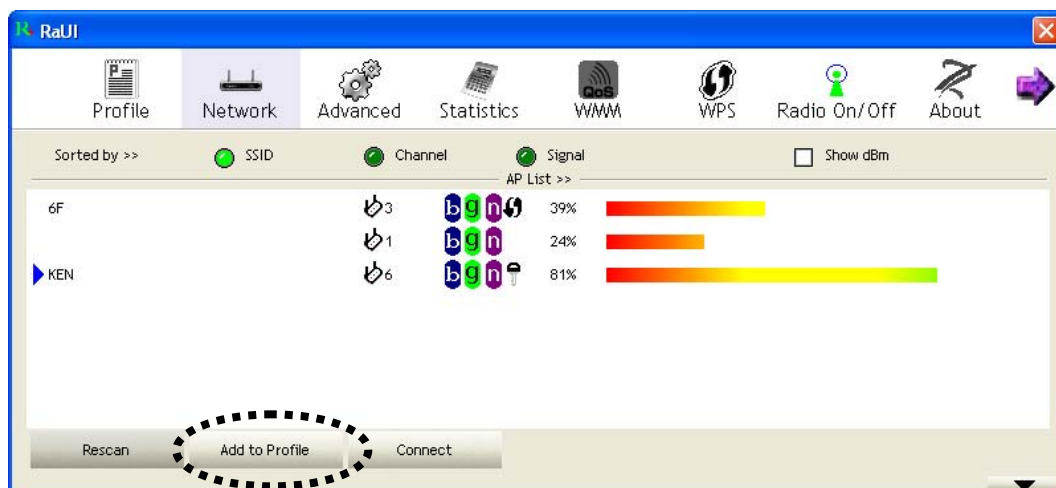 RaUI
Profile Network Advanced Statistics QoS WMM WPS Radio On/Off About
Sorted by >> SSID Channel Signal Show dBm
AP List >>
6F 3 b g n 39%
1 b g n 24%
KEN 6 b g n 81%
Rescan Add to Profile Connect